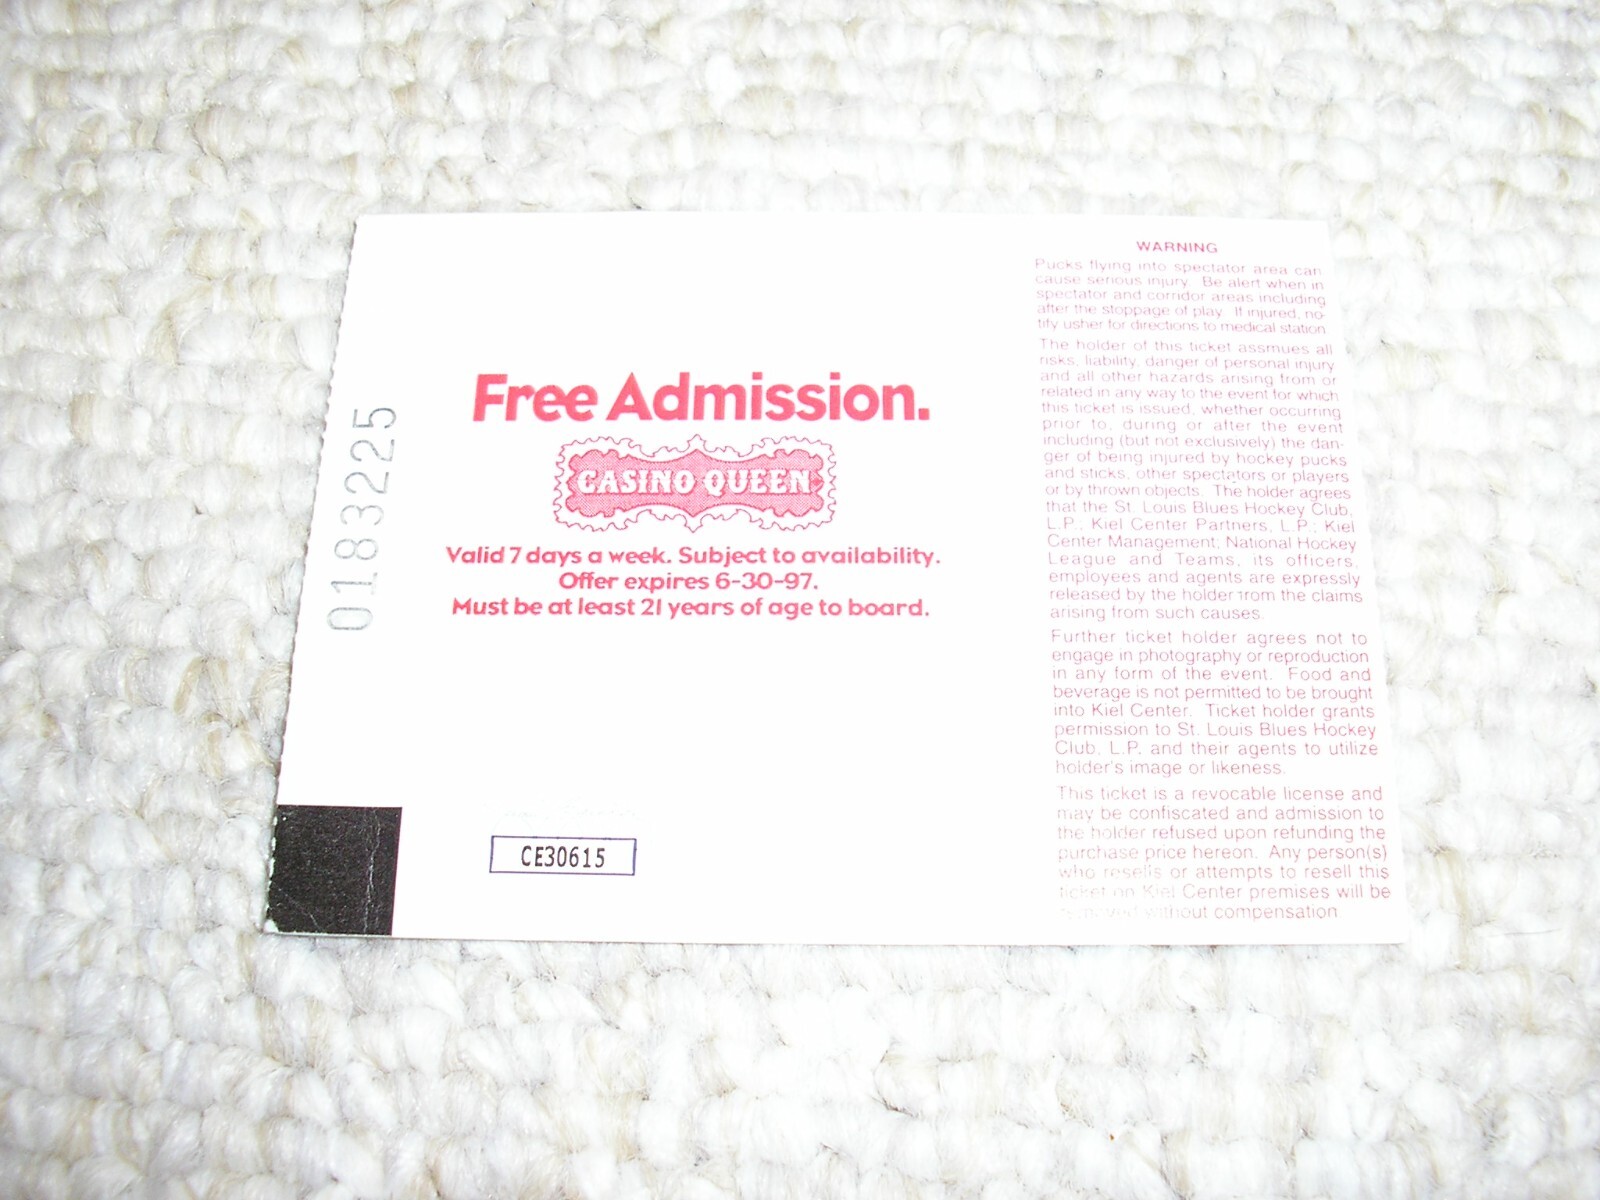 0183225
Free Admission.
CASINO QUEEN
Valid 7 days a week. Subject to availability.
Offer expires 6-30-97.
Must be at least 21 years of age to board.
CE30615
WARNING
Pucks flying into spectator area can
cause serious injury. Be alert when in
spectator and corridor areas including
after the stoppage of play. If injured, no-
tify usher for directions to medical station.
The holder of this ticket assmues all
risks, liability, danger of personal injury
and all other hazards arising from or
related in any way to the event for which
this ticket is issued, whether occurring
prior to, during or after the event
including (but not exclusively) the dan-
ger of being injured by hockey pucks
and sticks, other spectators or players
or by thrown objects. The holder agrees
that the St. Louis Blues Hockey Club,
L.P.; Kiel Center Partners, L.P.; Kiel
Center Management; National Hockey
League and Teams, its officers,
employees and agents are expressly
released by the holder from the claims
arising from such causes.
Further ticket holder agrees not to
engage in photography or reproduction
in any form of the event. Food and
beverage is not permitted to be brought
into Kiel Center. Ticket holder grants
permission to St. Louis Blues Hockey
Club, L.P. and their agents to utilize
holder's image or likeness.
This ticket is a revocable license and
may be confiscated and admission to
the holder refused upon refunding the
purchase price hereon. Any person(s)
who resells or attempts to resell this
ticket on Kiel Center premises will be
removed without compensation.